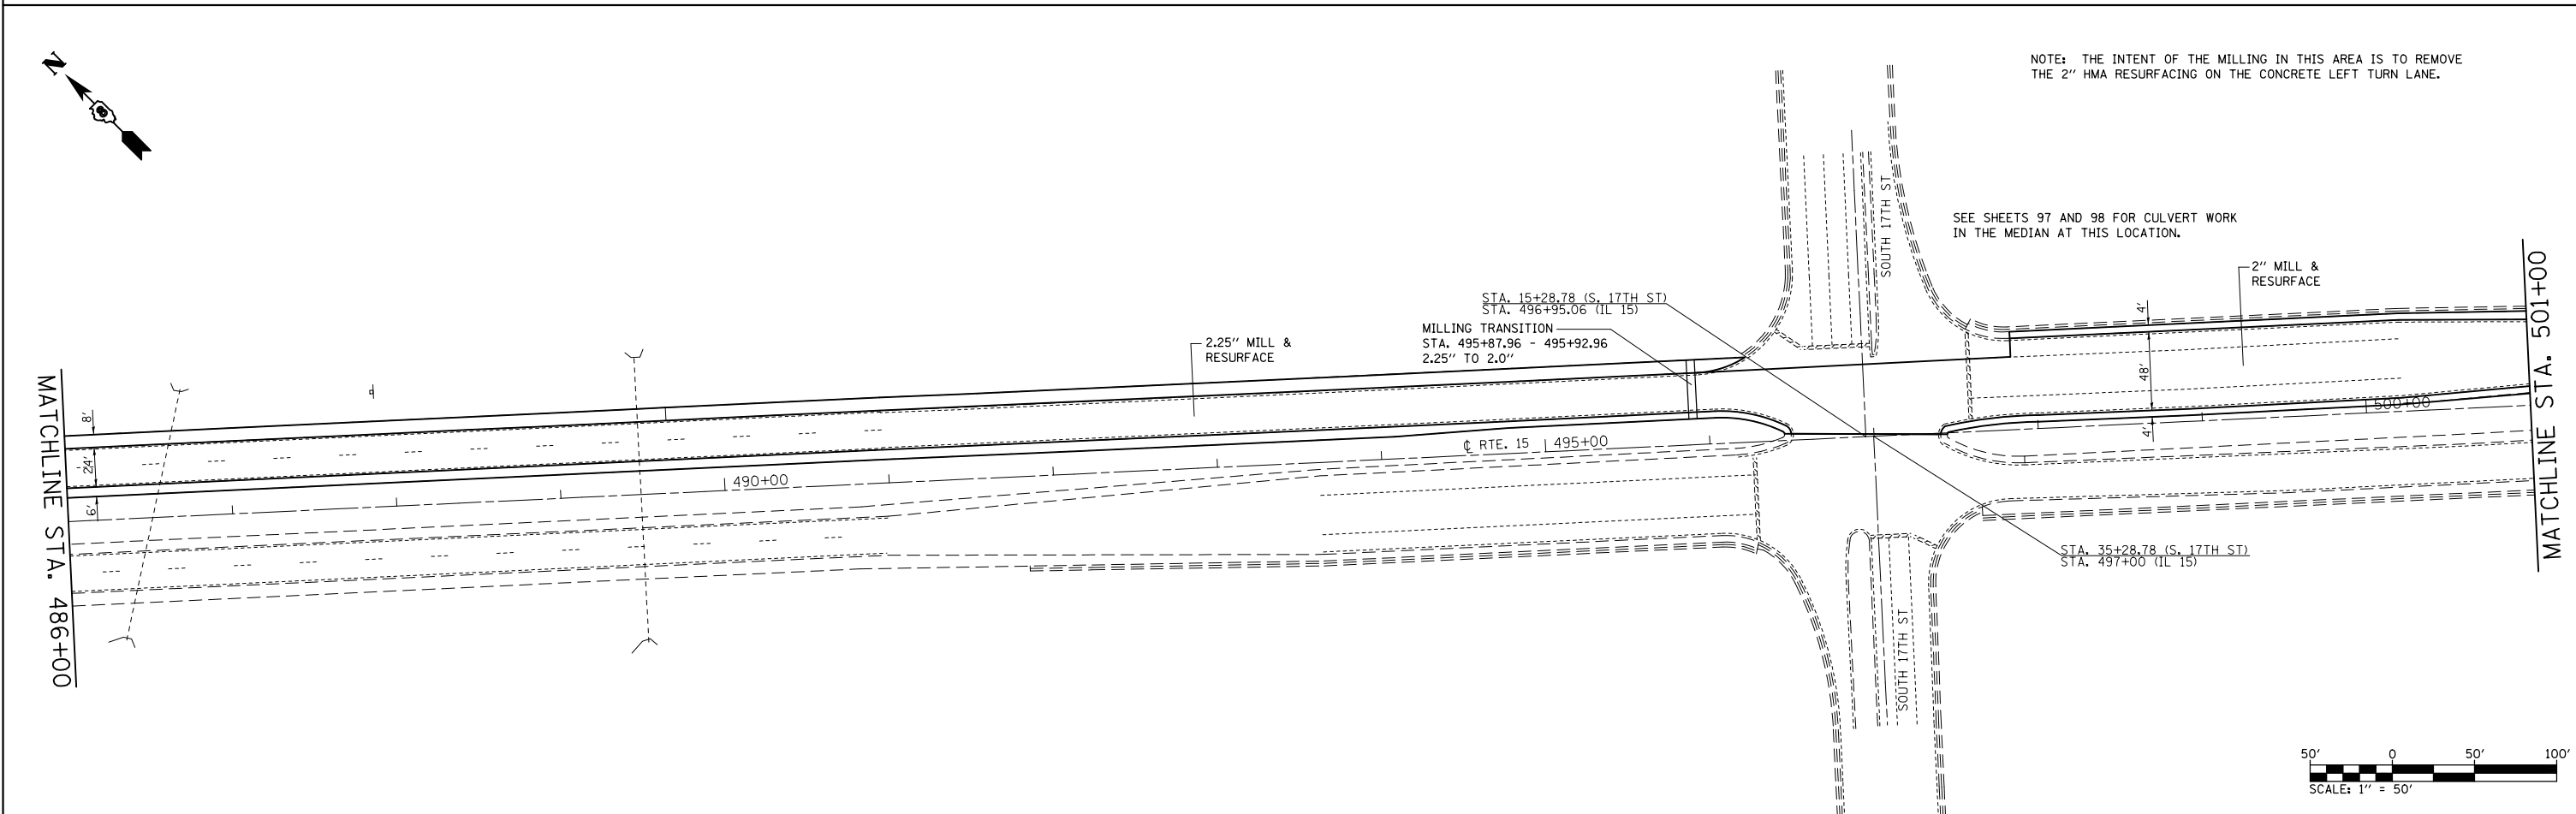 N
NOTE: THE INTENT OF THE MILLING IN THIS AREA IS TO REMOVE
THE 2" HMA RESURFACING ON THE CONCRETE LEFT TURN LANE.
SOUTH 17TH ST
SEE SHEETS 97 AND 98 FOR CULVERT WORK
IN THE MEDIAN AT THIS LOCATION.
2" MILL &
RESURFACE
STA. 15+28.78 (S. 17TH ST)
STA. 496+95.06 (IL 15)
MILLING TRANSITION
STA. 495+87.96 - 495+92.96
2.25" TO 2.0"
2.25" MILL &
RESURFACE
MATCHLINE STA. 486+00
8'
24'
6'
490+00
℄ RTE. 15
495+00
4'
48'
4'
500+00
MATCHLINE STA. 501+00
STA. 35+28.78 (S. 17TH ST)
STA. 497+00 (IL 15)
SOUTH 17TH ST
50' 0 50' 100'
SCALE: 1" = 50'